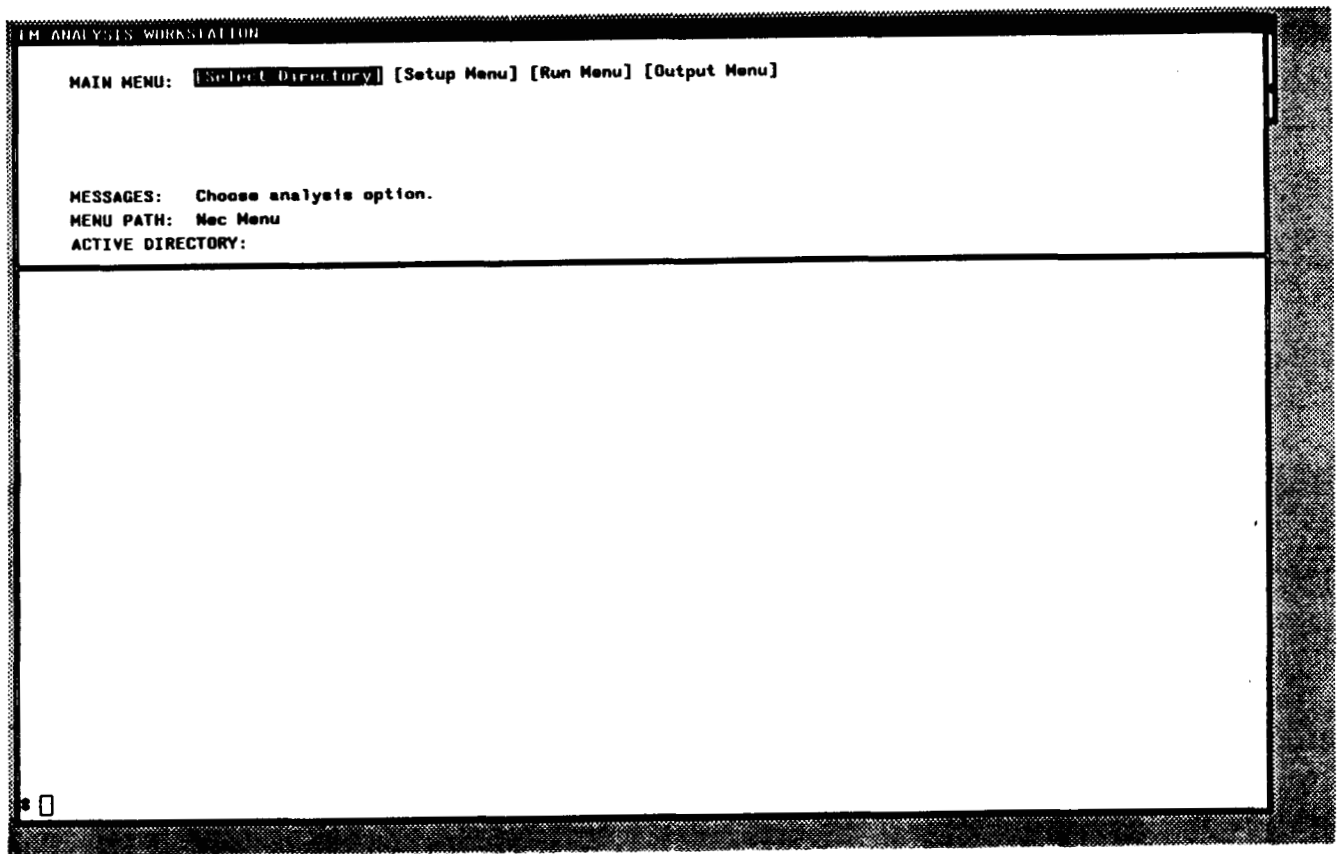 EM ANALYSIS WORKSTATION
MAIN MENU: [Select Directory] [Setup Menu] [Run Menu] [Output Menu]
MESSAGES: Choose analysis option.
MENU PATH: Nec Menu
ACTIVE DIRECTORY:
$